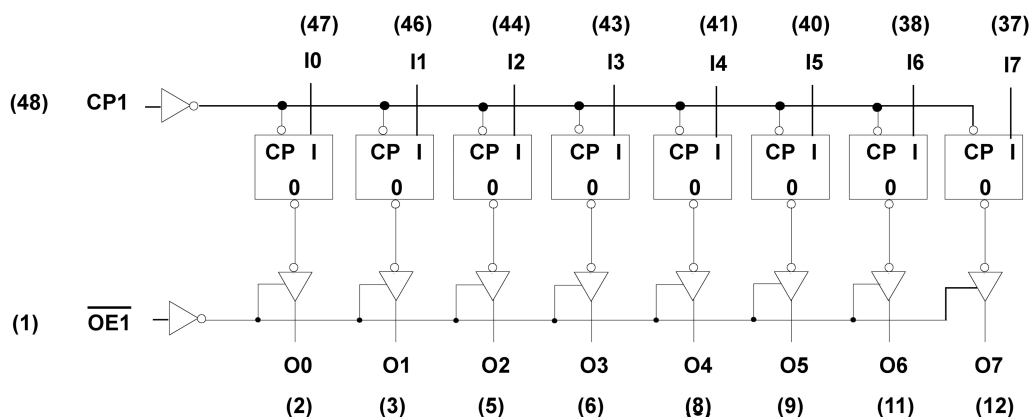 (47) (46) (44) (43) (41) (40) (38) (37)
I0 I1 I2 I3 I4 I5 I6 I7
(48) CP1
CP I CP I CP I CP I CP I CP I CP I CP I
0 0 0 0 0 0 0 0
(1) OE1
O0 O1 O2 O3 O4 O5 O6 O7
(2) (3) (5) (6) (8) (9) (11) (12)